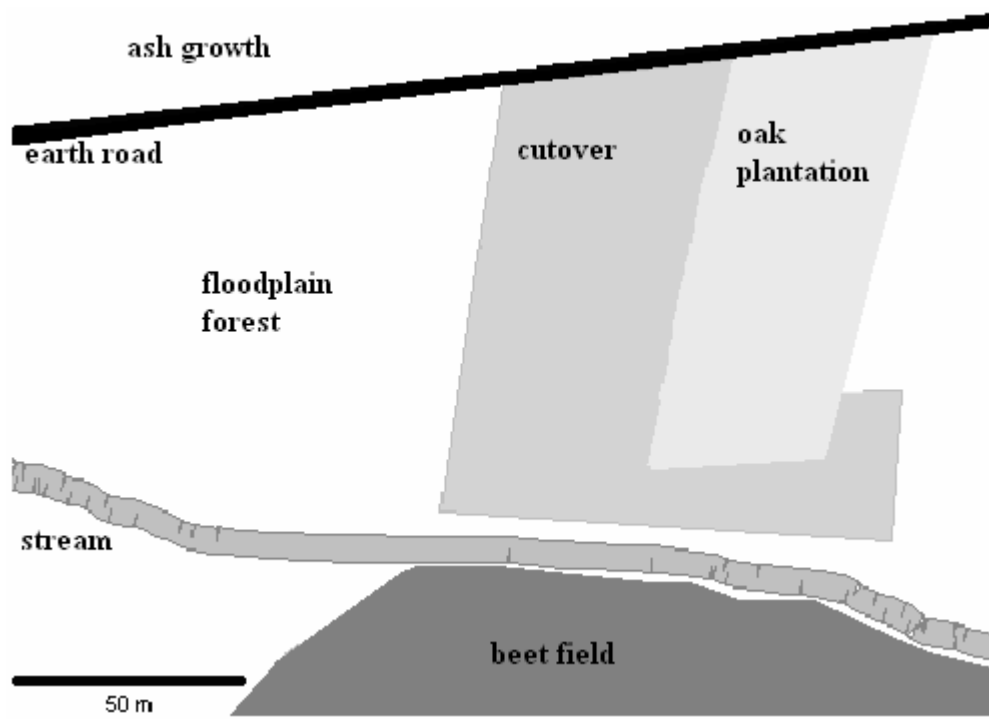 ash growth
earth road
cutover
oak
plantation
floodplain
forest
stream
beet field
50 m